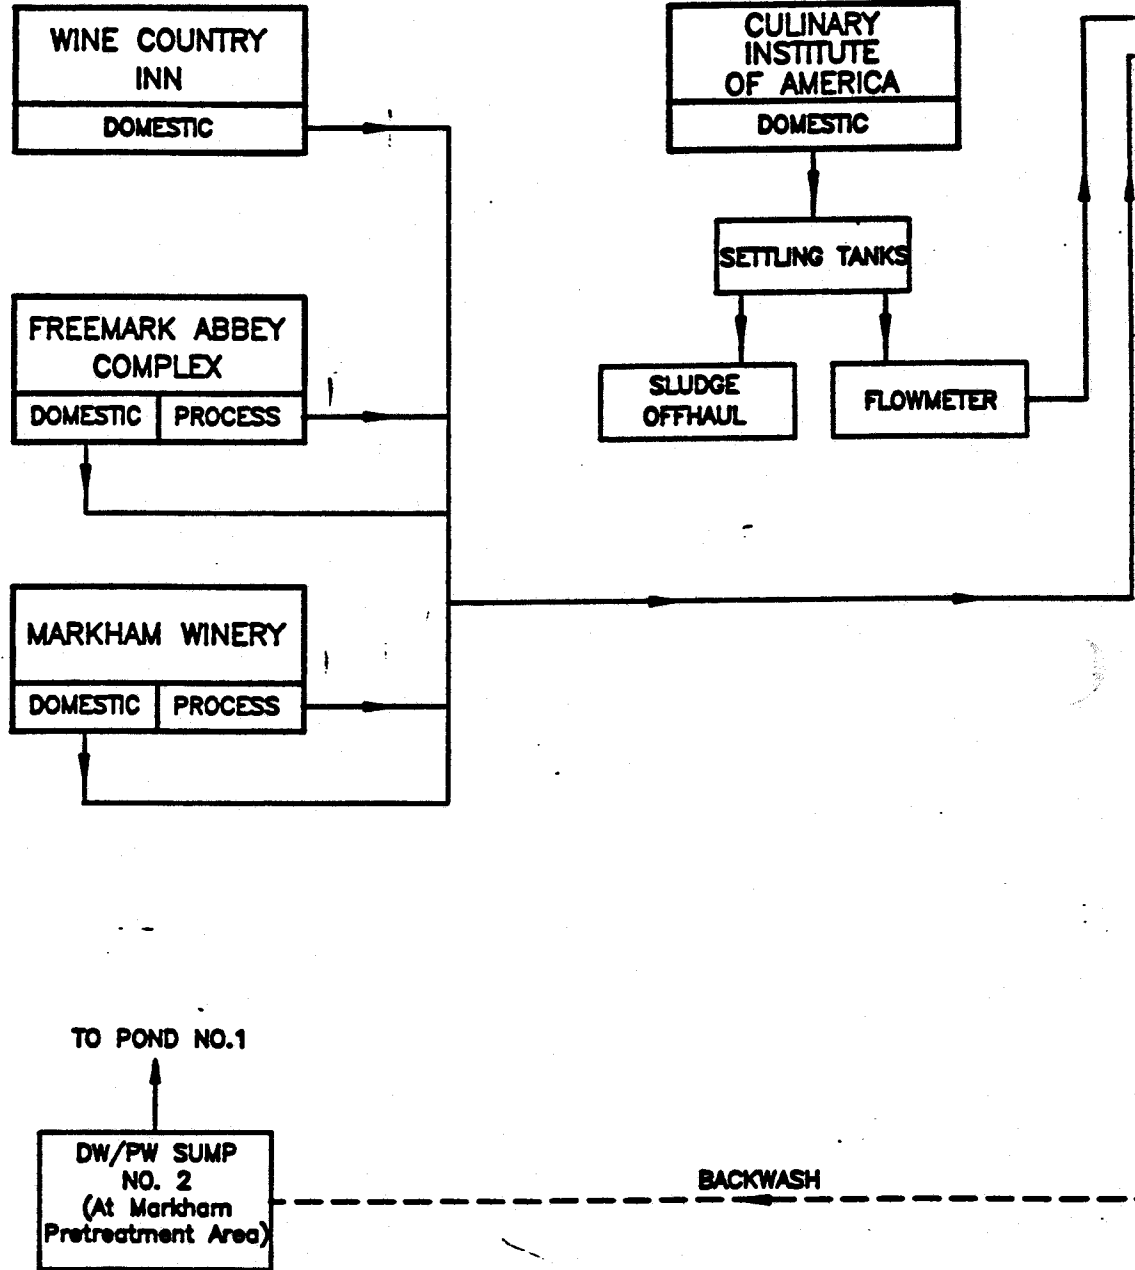 WINE COUNTRY
INN
DOMESTIC
CULINARY
INSTITUTE
OF AMERICA
DOMESTIC
SETTLING TANKS
SLUDGE
OFFHAUL
FLOWMETER
FREEMARK ABBEY
COMPLEX
DOMESTIC PROCESS
MARKHAM WINERY
DOMESTIC PROCESS
TO POND NO.1
DW/PW SUMP
NO. 2
(At Markham
Pretreatment Area)
BACKWASH